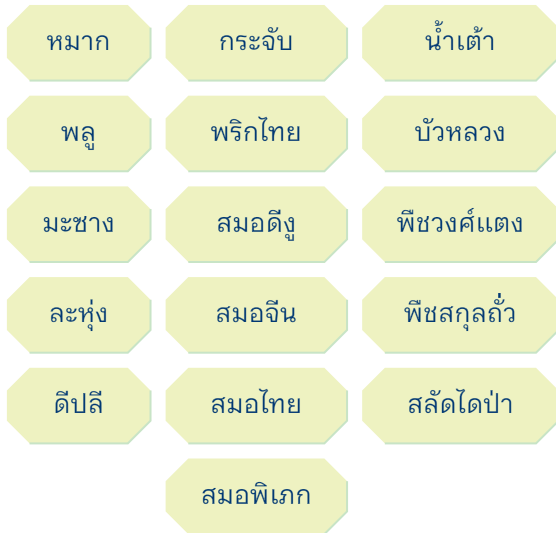 หมาก
กระจับ
น้ำเต้า
พลู
พริกไทย
บัวหลวง
มะซาง
สมอดีงู
พืชวงศ์แตง
ละหุ่ง
สมอจีน
พืชสกุลถั่ว
ดีปลี
สมอไทย
สลัดไดป่า
สมอพิเภก